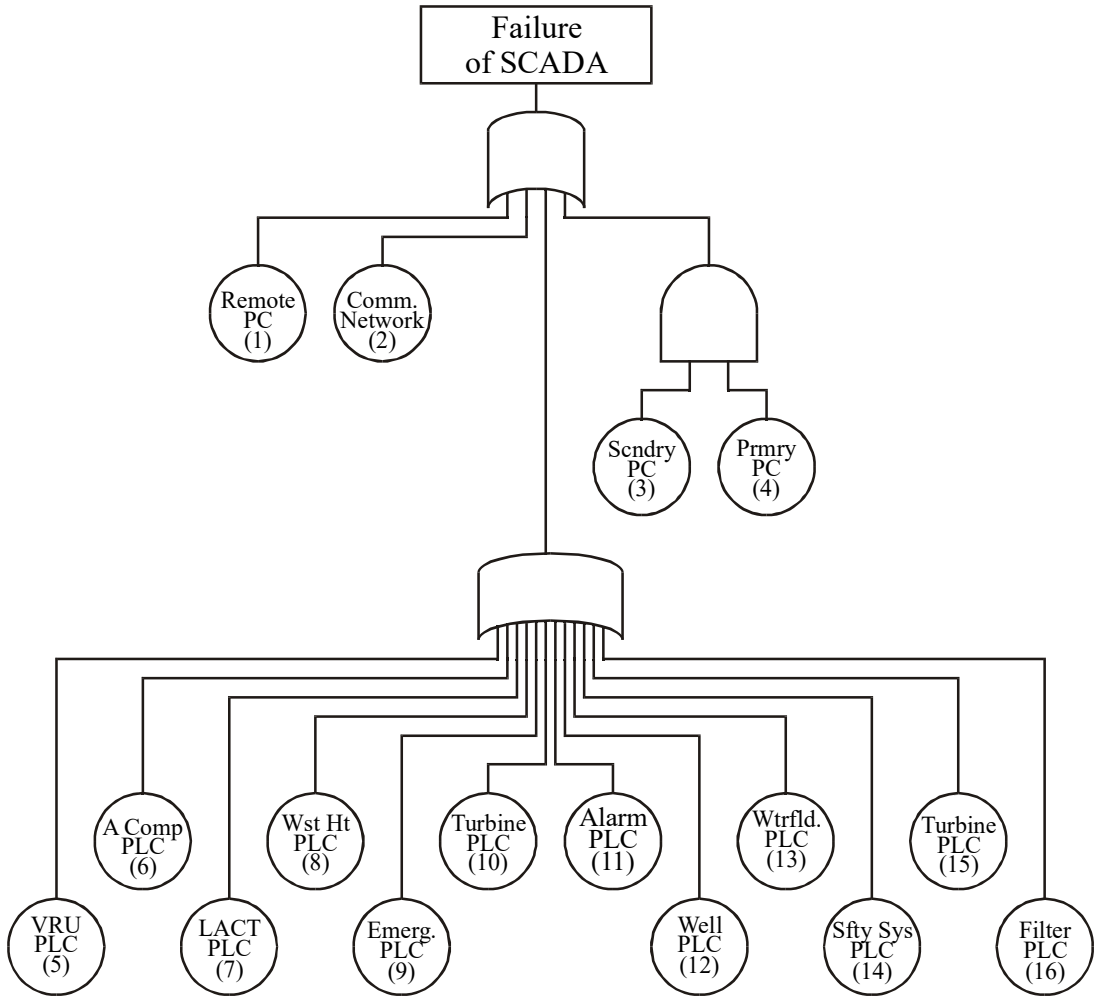 Failure
of SCADA
Remote
PC
(1)
Comm.
Network
(2)
Scndry
PC
(3)
Prmry
PC
(4)
A Comp
PLC
(6)
Wst Ht
PLC
(8)
Turbine
PLC
(10)
Alarm
PLC
(11)
Wtrfld.
PLC
(13)
Turbine
PLC
(15)
VRU
PLC
(5)
LACT
PLC
(7)
Emerg.
PLC
(9)
Well
PLC
(12)
Sfty Sys
PLC
(14)
Filter
PLC
(16)